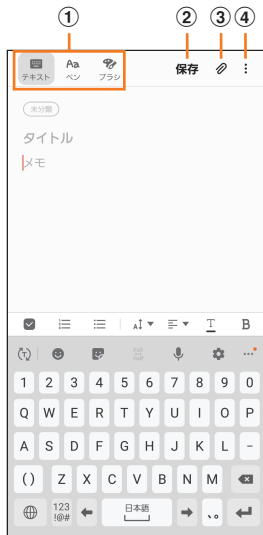 ① ② ③ ④
テキスト Aa ペン ブラシ 保存
未分類
タイトル
メモ
A T B
1 2 3 4 5 6 7 8 9 0
Q W E R T Y U I O P
A S D F G H J K L -
() Z X C V B N M
123 !@# 日本語 、。